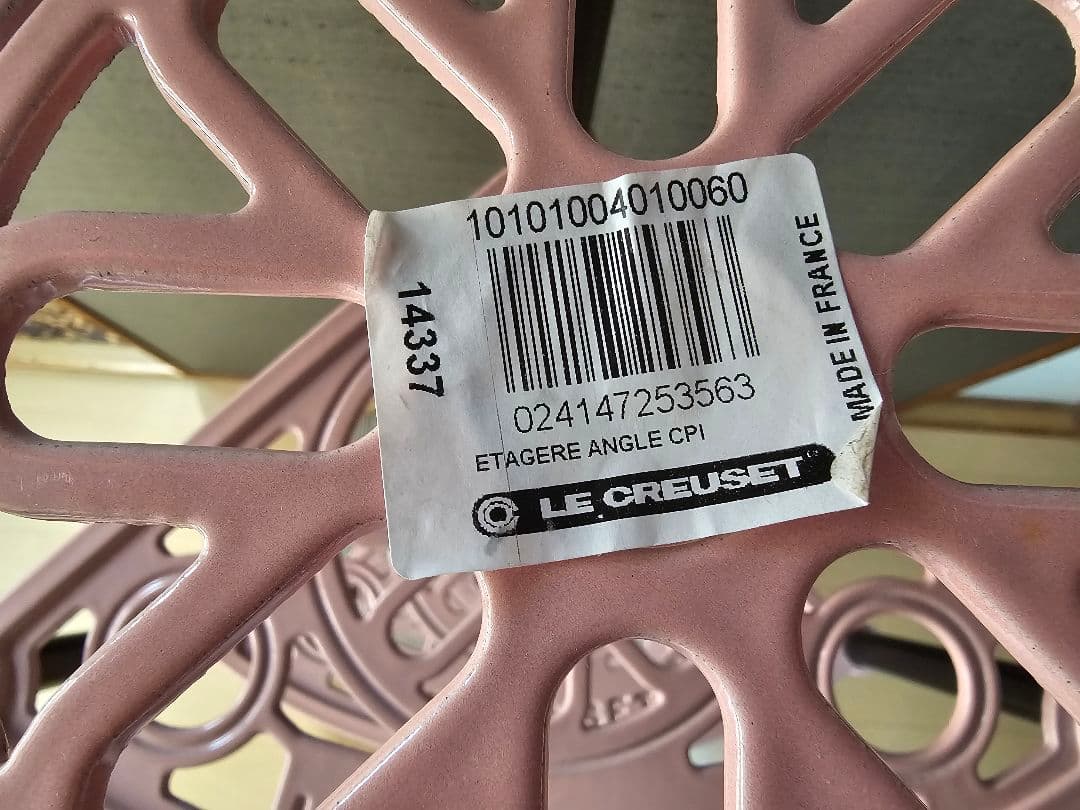 10101004010060
14337
024147253563
ETAGERE ANGLE CPI
LE CREUSET
MADE IN FRANCE